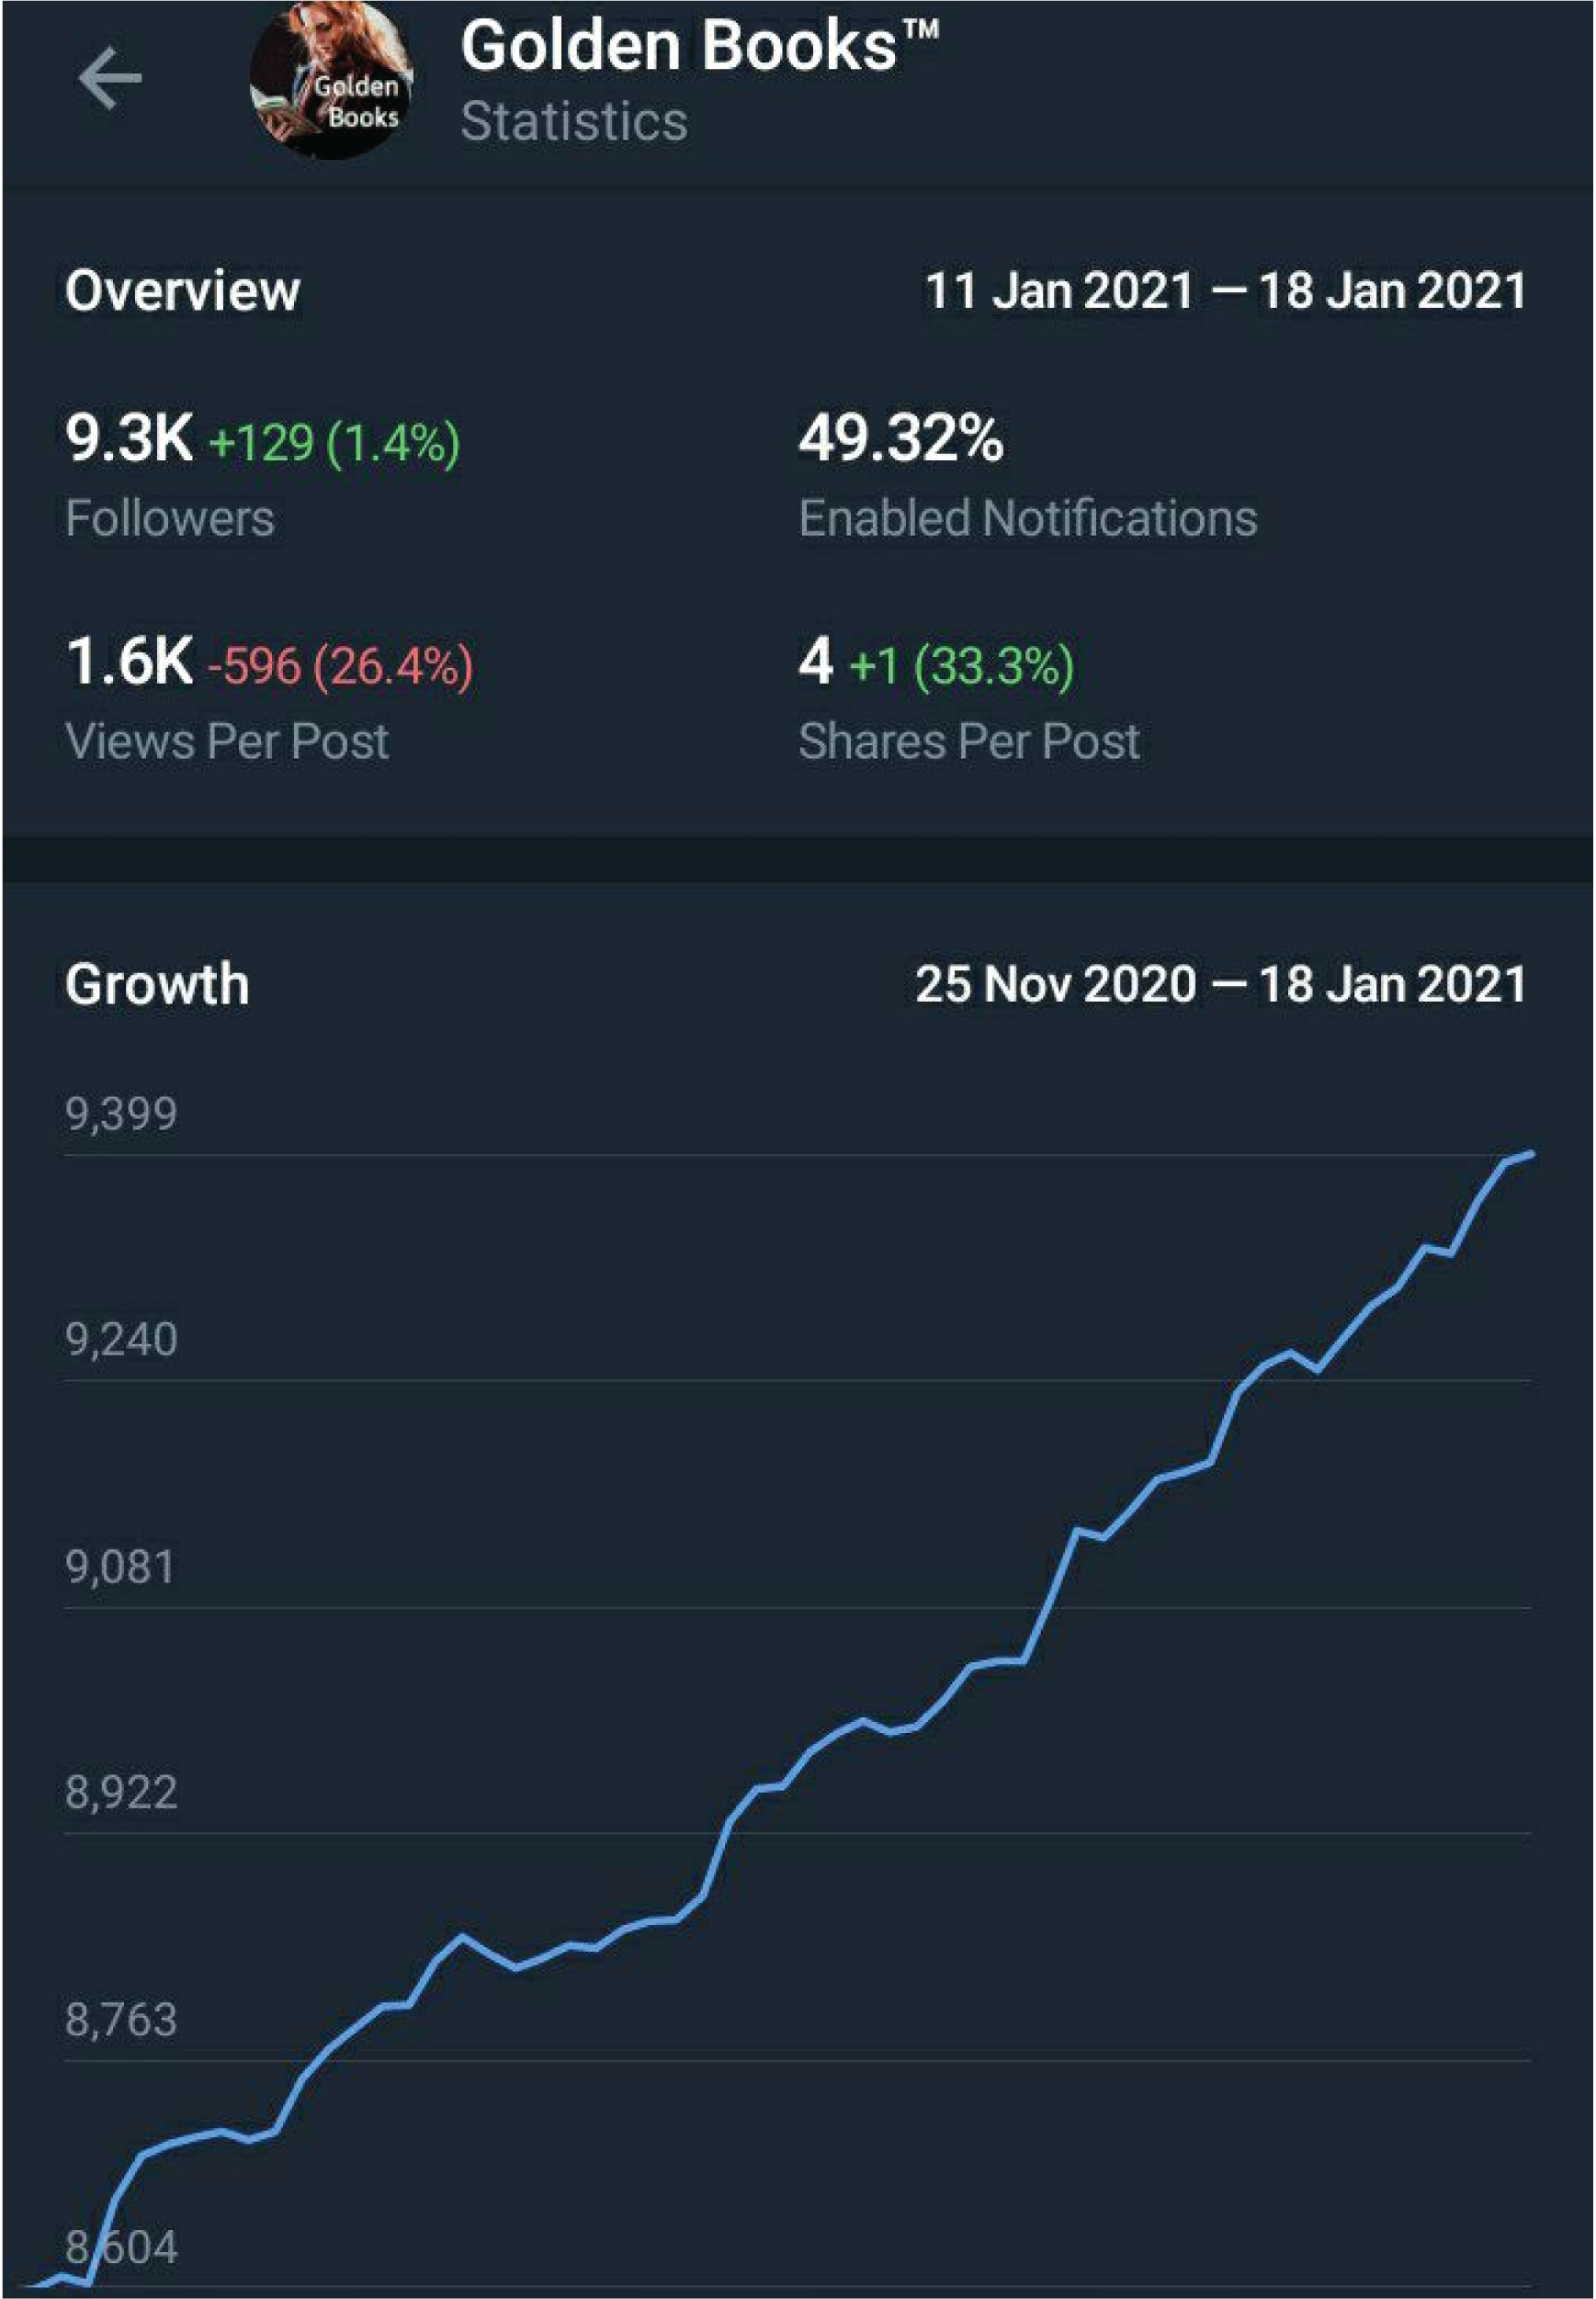 Golden Books™
Statistics
Golden
Books
Overview
11 Jan 2021 — 18 Jan 2021
9.3K +129 (1.4%)
49.32%
Followers
Enabled Notifications
1.6K -596 (26.4%)
4 +1 (33.3%)
Views Per Post
Shares Per Post
Growth
25 Nov 2020 — 18 Jan 2021
9,399
9,240
9,081
8,922
8,763
8,604